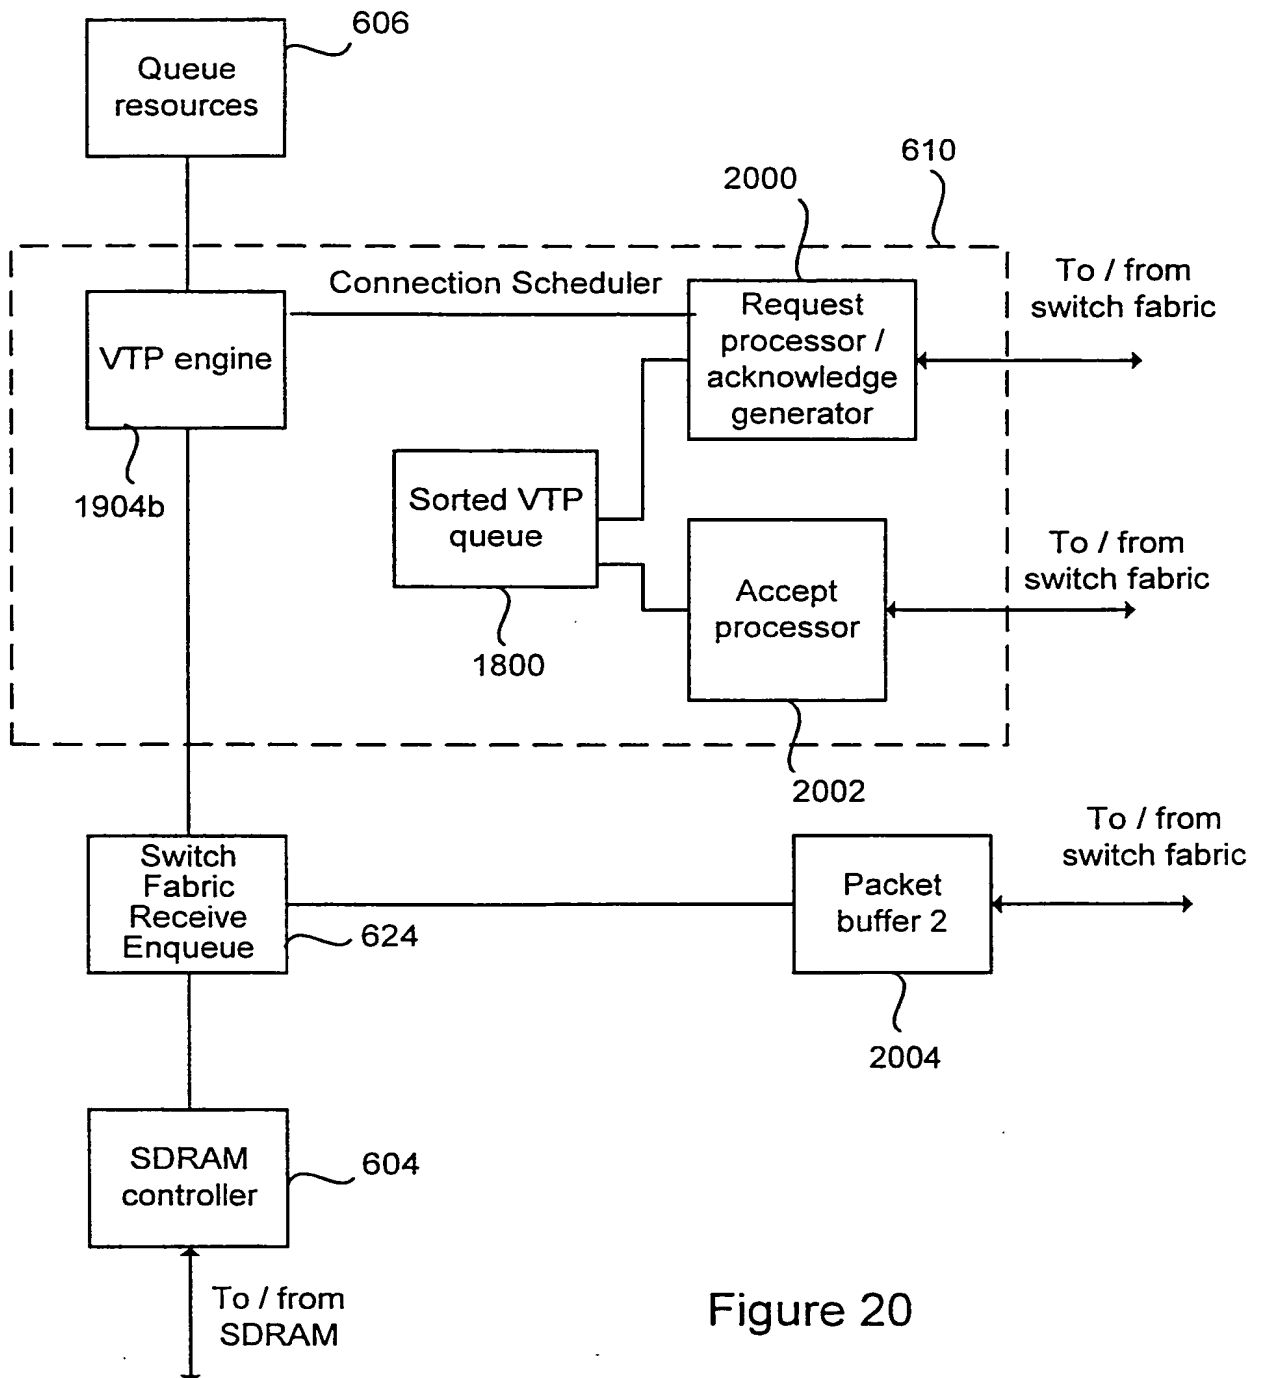 606
Queue
resources
610
2000
Connection Scheduler
To / from
switch fabric
Request
processor /
acknowledge
generator
VTP engine
1904b
Sorted VTP
queue
To / from
switch fabric
Accept
processor
1800
2002
To / from
switch fabric
Switch
Fabric
Receive
Enqueue
624
Packet
buffer 2
2004
SDRAM
controller
604
To / from
SDRAM
Figure 20